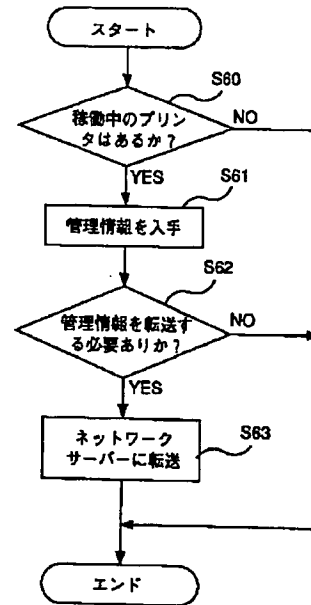 スタート
S60
稼働中のプリン
タはあるか？
NO
YES
S61
管理情報を入手
S62
管理情報を転送す
る必要ありか？
NO
YES
S63
ネットワーク
サーバーに転送
エンド